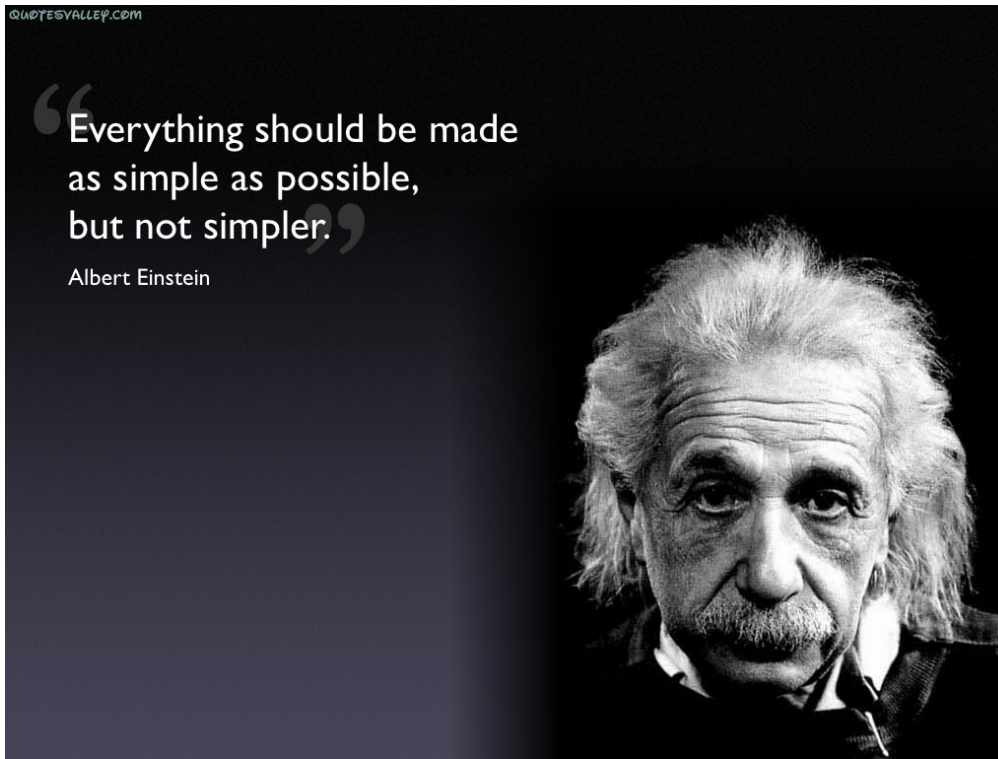 QUOTESVALLEY.COM
“Everything should be made
as simple as possible,
but not simpler.”
Albert Einstein